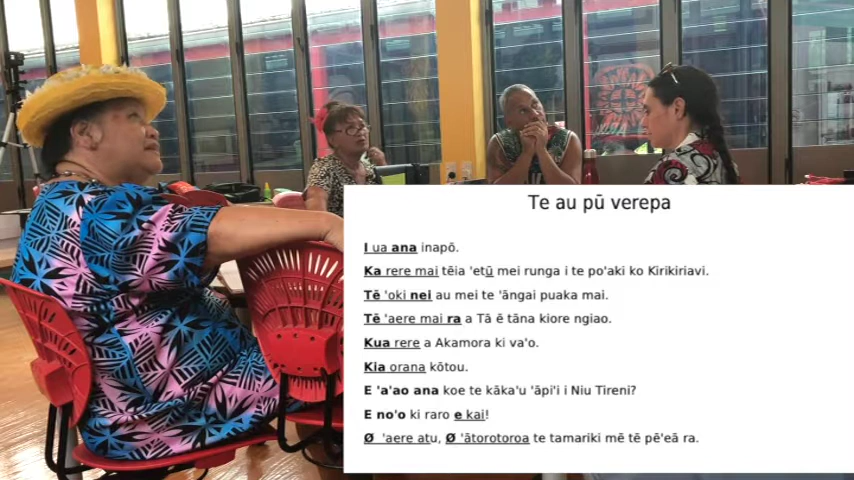 Te au pū verepa
I ua ana inapō.
Ka rere mai tēia 'etū mei runga i te po'aki ko Kirikiriavi.
Tē 'oki nei au mei te 'āngai puaka mai.
Tē 'aere mai ra a Tā ē tāna kiore ngiao.
Kua rere a Akamora ki va'o.
Kia orana kōtou.
E 'a'ao ana koe te kāka'u 'āpi'i i Niu Tireni?
E no'o ki raro e kai!
Ø 'aere atu, Ø 'ātorotoroa te tamariki mē tē pē'eā ra.